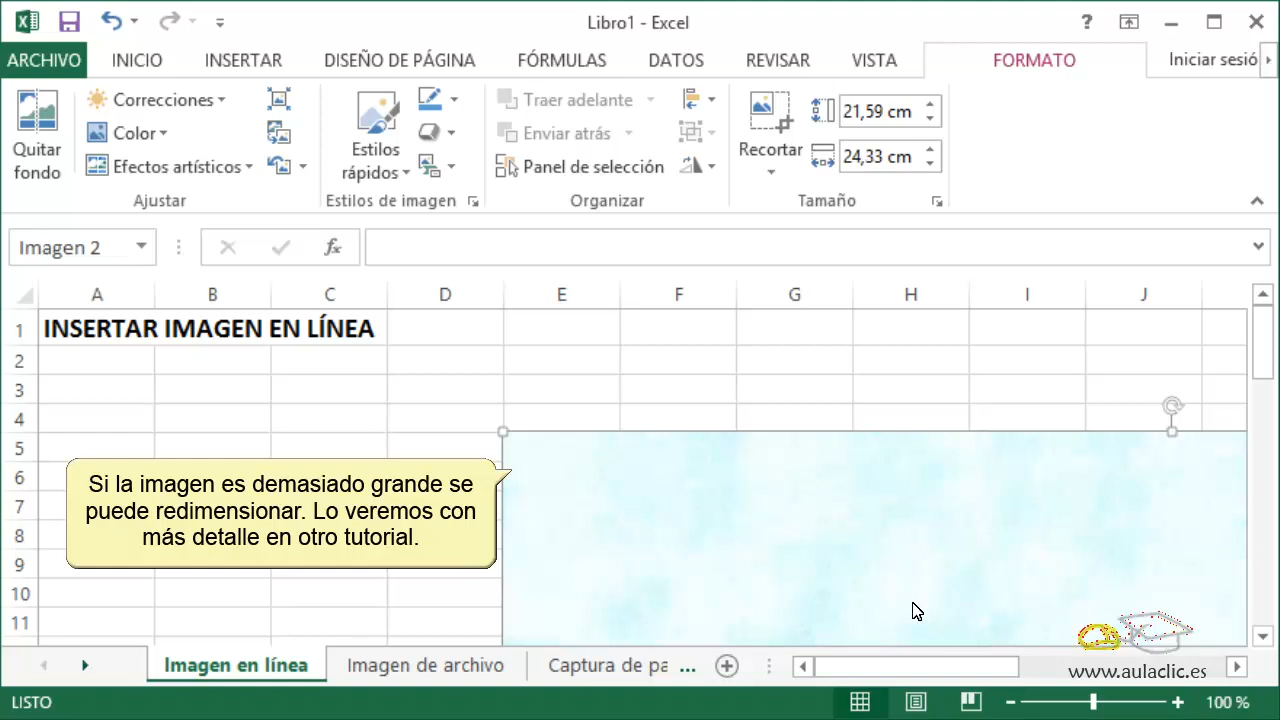 Libro1 - Excel
?
ARCHIVO INICIO INSERTAR DISEÑO DE PÁGINA FÓRMULAS DATOS REVISAR VISTA FORMATO Iniciar sesió
Quitar fondo
Correcciones
Color
Efectos artísticos
Ajustar
Estilos rápidos
Estilos de imagen
Traer adelante
Enviar atrás
Panel de selección
Organizar
Recortar
21,59 cm
24,33 cm
Tamaño
Imagen 2
fx
A B C D E F G H I J
1 INSERTAR IMAGEN EN LÍNEA
2
3
4
5
6
7
8
9
10
11
Si la imagen es demasiado grande se
puede redimensionar. Lo veremos con
más detalle en otro tutorial.
www.aulaclic.es
Imagen en línea Imagen de archivo Captura de pa ...
LISTO
100 %